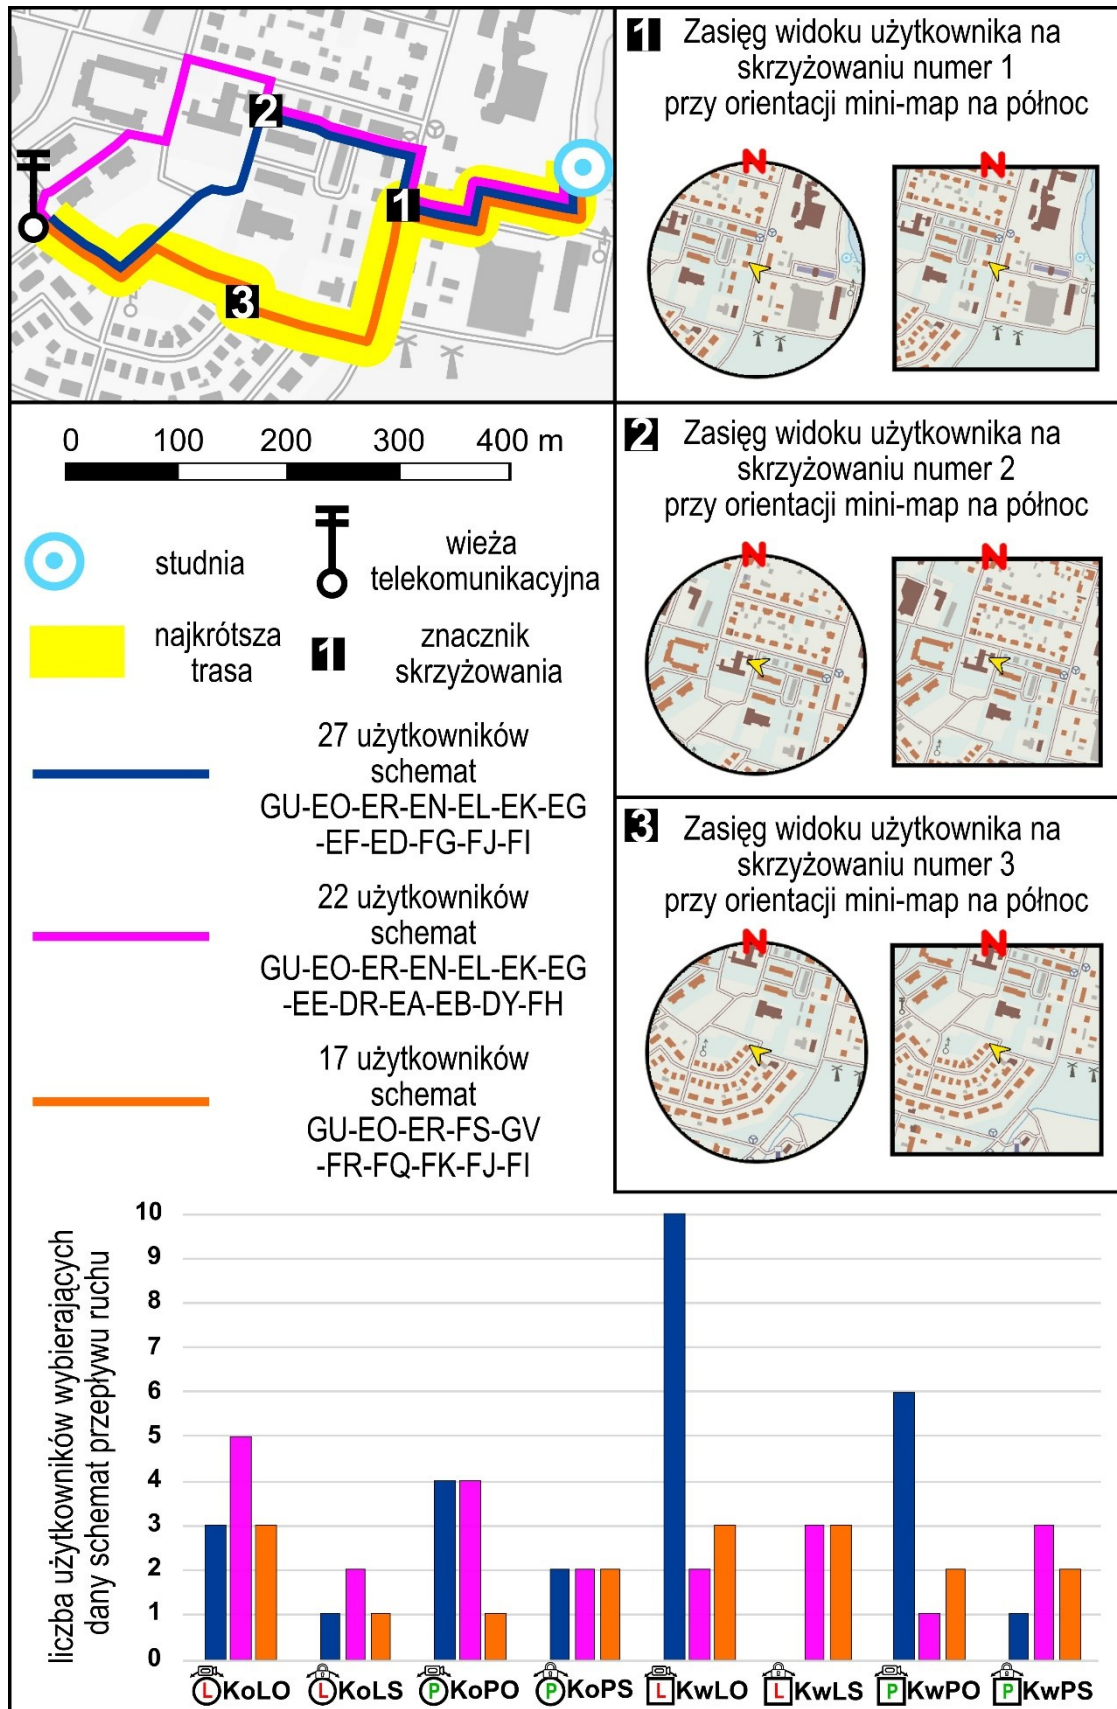 2
1
3
1 Zasięg widoku użytkownika na
skrzyżowaniu numer 1
przy orientacji mini-map na północ
N N
0 100 200 300 400 m
studnia
wieża
telekomunikacyjna
najkrótsza
trasa
1 znacznik
skrzyżowania
27 użytkowników
schemat
GU-EO-ER-EN-EL-EK-EG
-EF-ED-FG-FJ-FI
22 użytkowników
schemat
GU-EO-ER-EN-EL-EK-EG
-EE-DR-EA-EB-DY-FH
17 użytkowników
schemat
GU-EO-ER-FS-GV
-FR-FQ-FK-FJ-FI
2 Zasięg widoku użytkownika na
skrzyżowaniu numer 2
przy orientacji mini-map na północ
N N
3 Zasięg widoku użytkownika na
skrzyżowaniu numer 3
przy orientacji mini-map na północ
N N
liczba użytkowników wybierających
dany schemat przepływu ruchu
10
9
8
7
6
5
4
3
2
1
0
L KoLO L KoLS P KoPO P KoPS L KwLO L KwLS P KwPO P KwPS